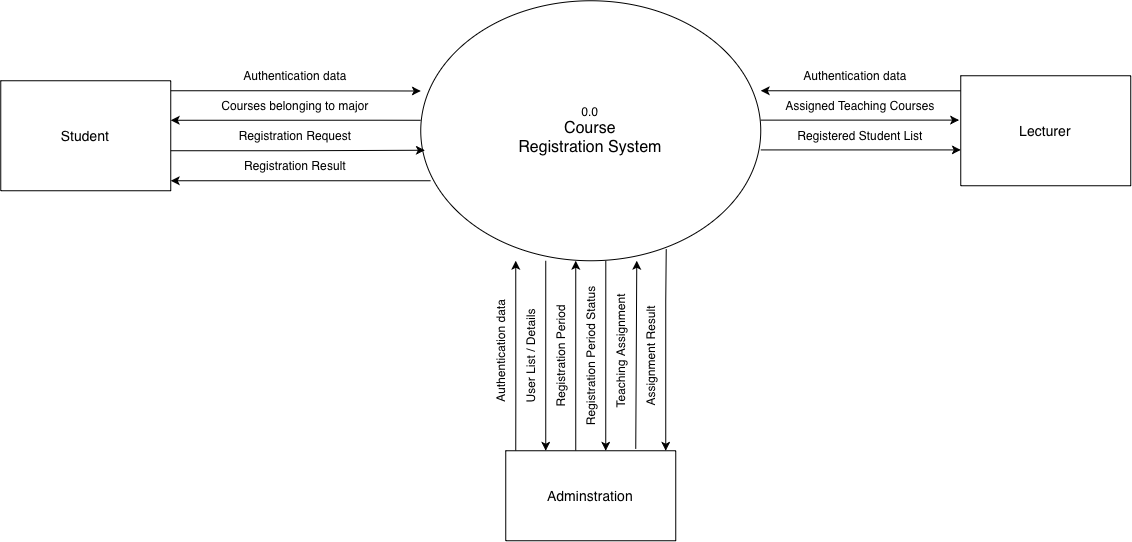 Authentication data
Courses belonging to major
Registration Request
Registration Result
Student
0.0
Course
Registration System
Authentication data
Assigned Teaching Courses
Registered Student List
Lecturer
Authentication data
User List / Details
Registration Period
Registration Period Status
Teaching Assignment
Assignment Result
Adminstration